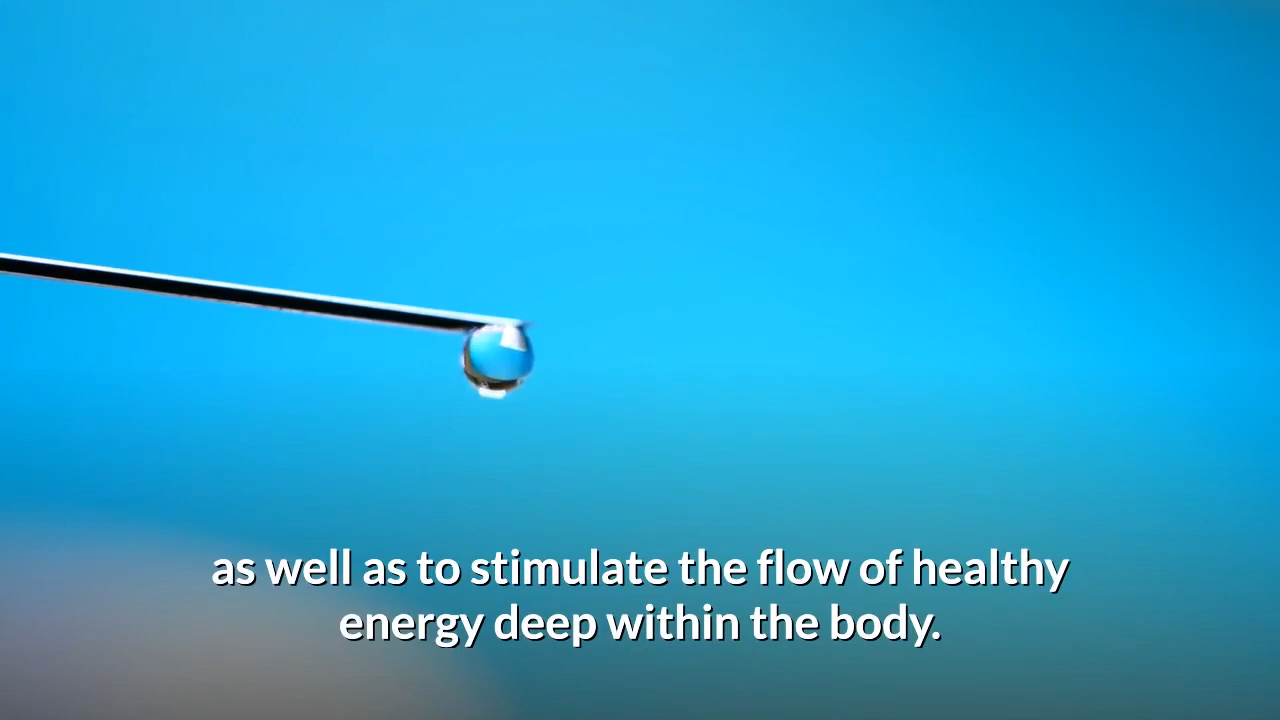 as well as to stimulate the flow of healthy
energy deep within the body.